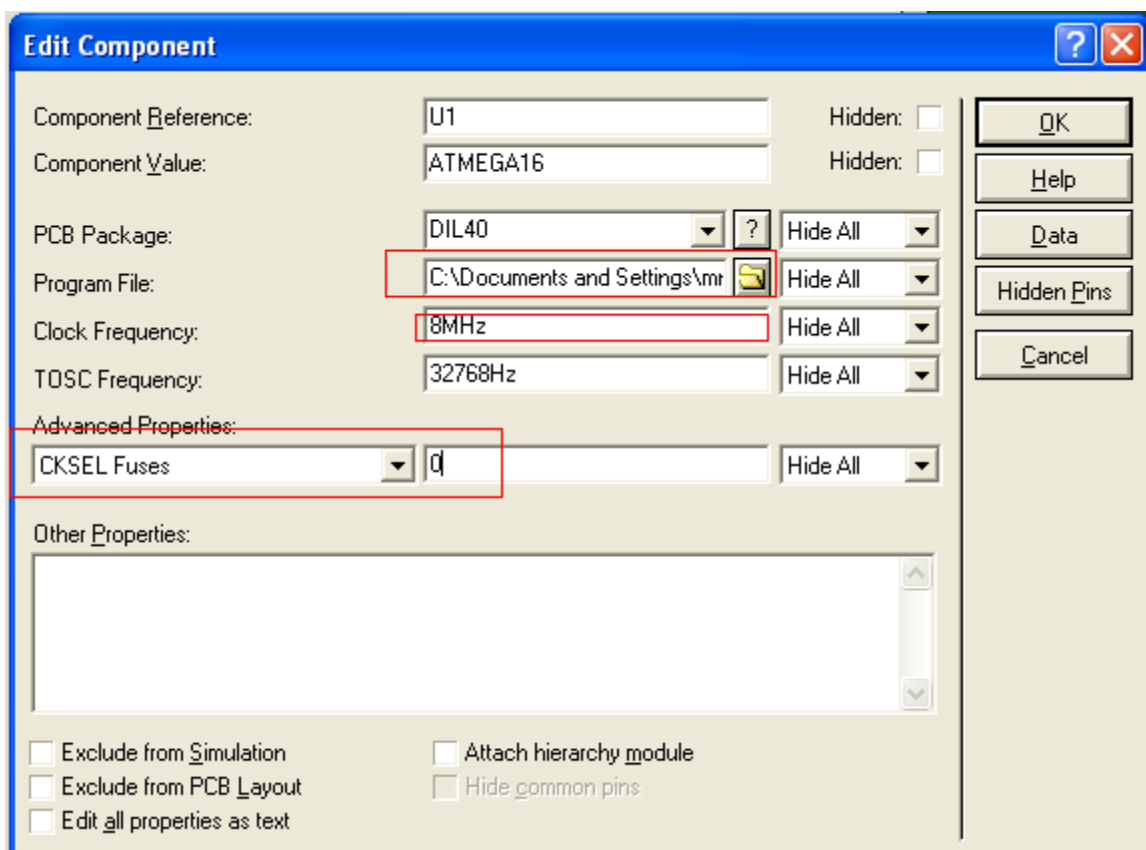 Edit Component
?
Component Reference: U1 Hidden:
OK
Component Value: ATMEGA16 Hidden:
Help
PCB Package: DIL40 ? Hide All
Data
Program File: C:\Documents and Settings\mr Hide All
Hidden Pins
Clock Frequency: 8MHz Hide All
Cancel
TOSC Frequency: 32768Hz Hide All
Advanced Properties:
CKSEL Fuses 0 Hide All
Other Properties:
Exclude from Simulation Attach hierarchy module
Exclude from PCB Layout Hide common pins
Edit all properties as text